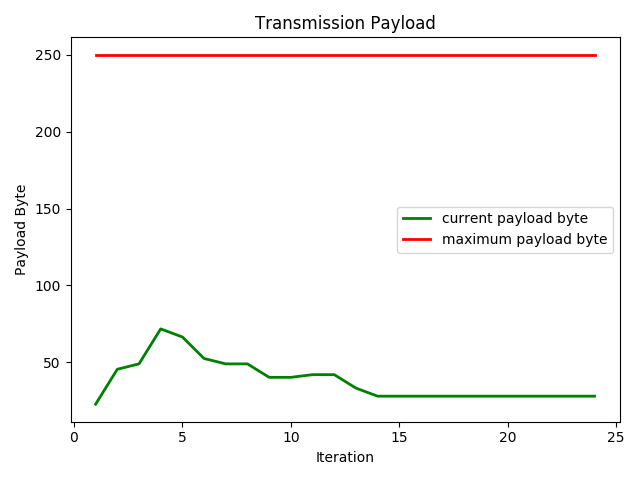 Transmission Payload
250
200
150
100
50
Payload Byte
current payload byte
maximum payload byte
0 5 10 15 20 25
Iteration